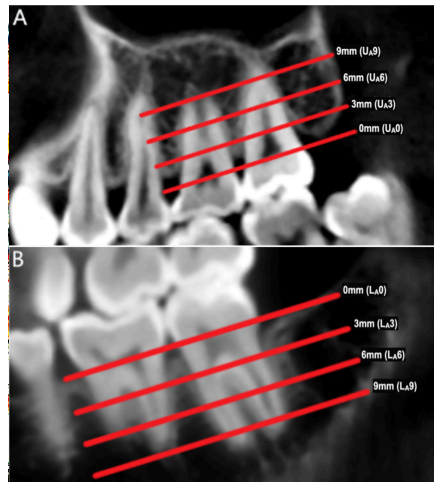 A
9mm (UA9)
6mm (UA6)
3mm (UA3)
0mm (UA0)
B
0mm (LA0)
3mm (LA3)
6mm (LA6)
9mm (LA9)